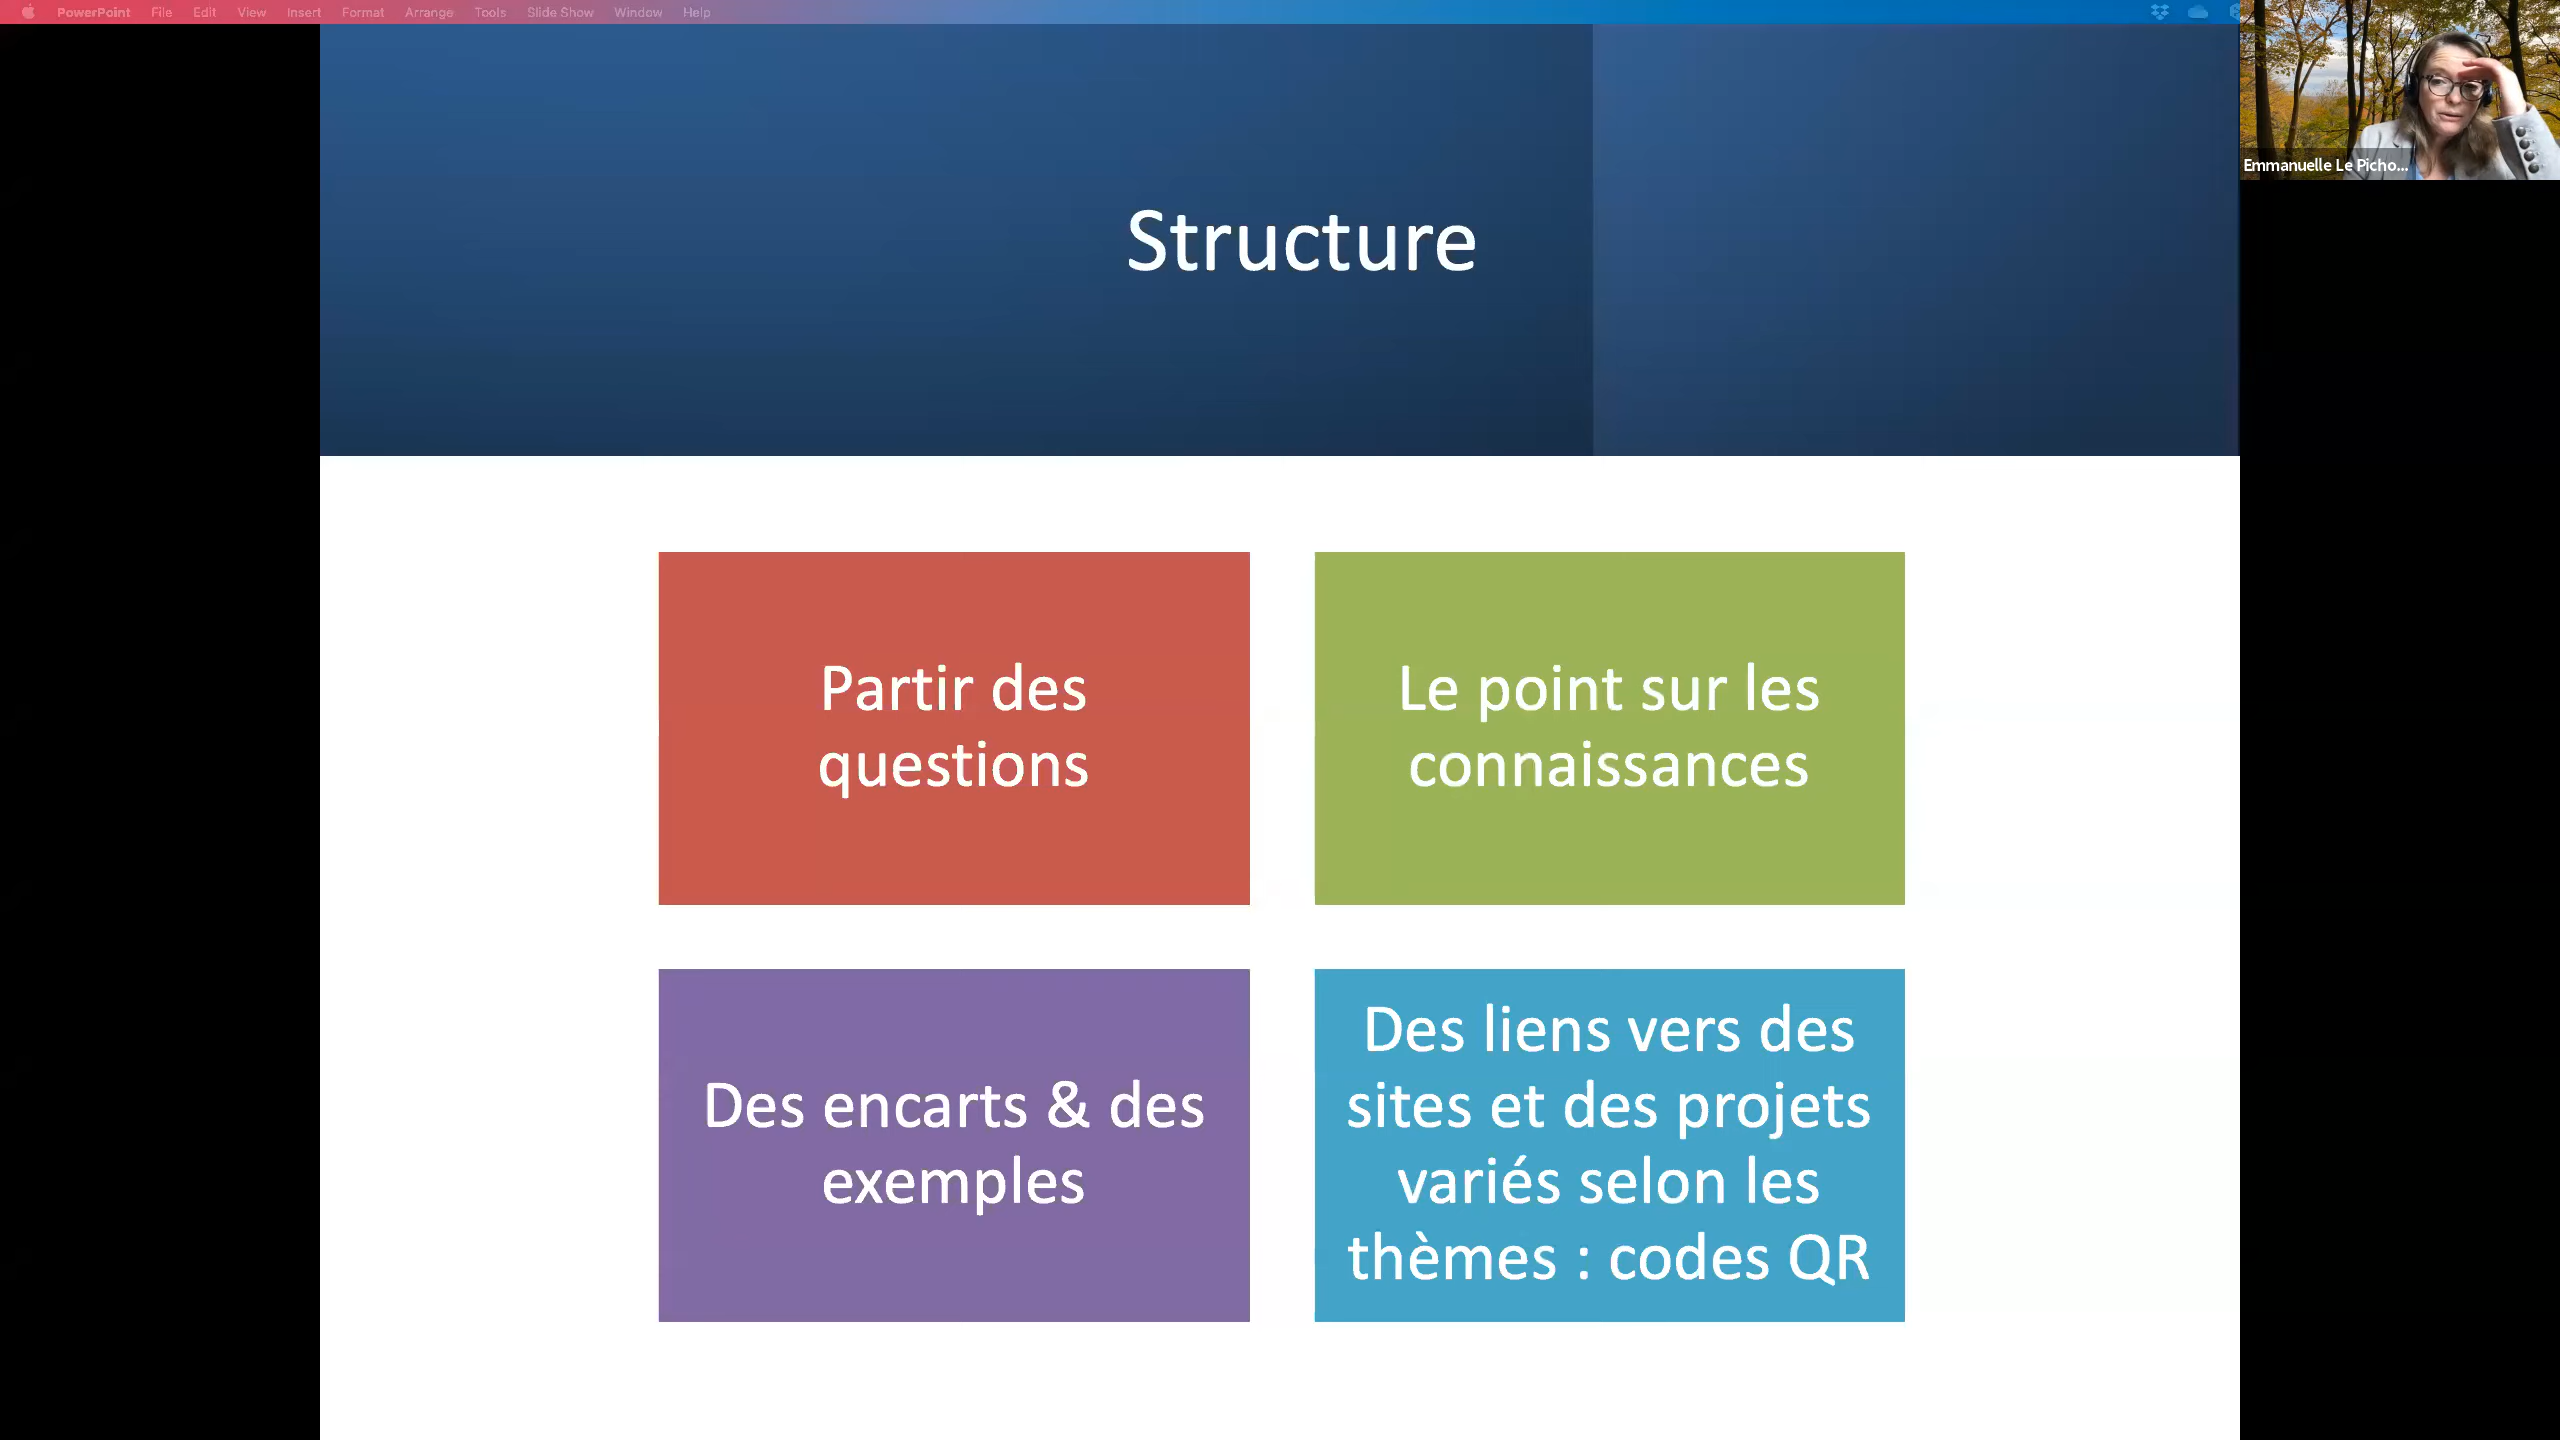 PowerPoint File Edit View Insert Format Arrange Tools Slide Show Window Help
Emmanuelle Le Picho...
Structure
Partir des
questions
Le point sur les
connaissances
Des encarts & des
exemples
Des liens vers des
sites et des projets
variés selon les
thèmes : codes QR